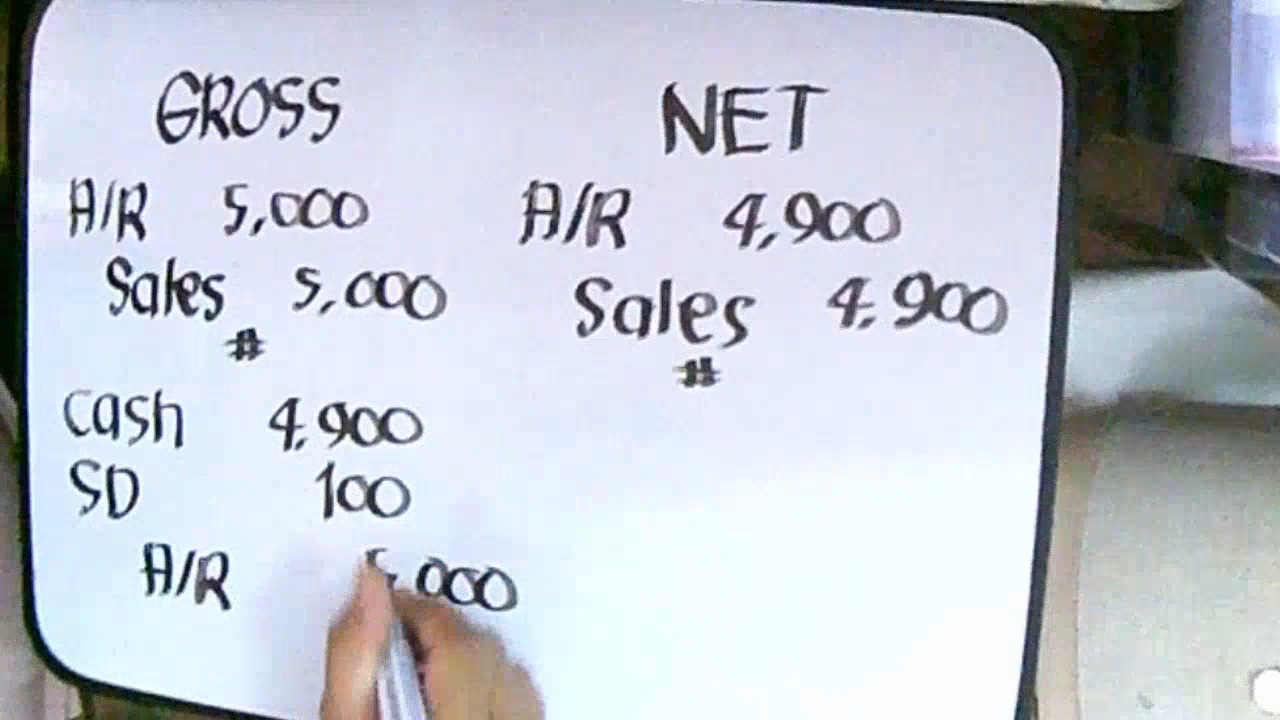 GROSS
A/R 5,000
Sales 5,000
#
Cash 4,900
SD 100
A/R 5,000
NET
A/R 4,900
Sales 4,900
#